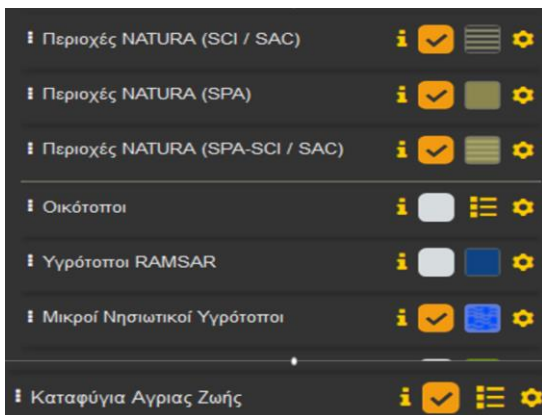 Περιοχές NATURA (SCI / SAC)
Περιοχές NATURA (SPA)
Περιοχές NATURA (SPA-SCI / SAC)
Οικότοποι
Υγρότοποι RAMSAR
Μικροί Νησιωτικοί Υγρότοποι
Καταφύγια Αγριας Ζωής